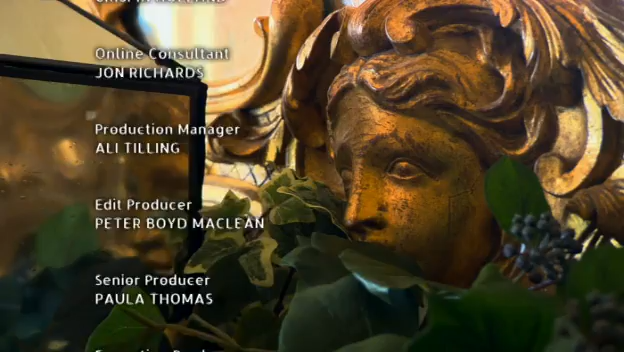 Online Consultant
JON RICHARDS
Production Manager
ALI TILLING
Edit Producer
PETER BOYD MACLEAN
Senior Producer
PAULA THOMAS